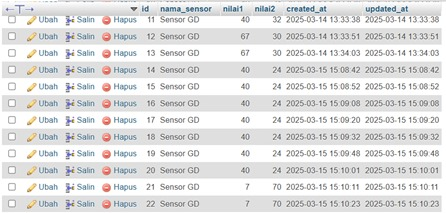 id nama_sensor nilai1 nilai2 created_at updated_at
Ubah Salin Hapus 11 Sensor GD 40 32 2025-03-14 13:33:38 2025-03-14 13:33:38
Ubah Salin Hapus 12 Sensor GD 67 30 2025-03-14 13:33:51 2025-03-14 13:33:51
Ubah Salin Hapus 13 Sensor GD 67 30 2025-03-14 13:34:03 2025-03-14 13:34:03
Ubah Salin Hapus 14 Sensor GD 40 24 2025-03-15 15:08:42 2025-03-15 15:08:42
Ubah Salin Hapus 15 Sensor GD 40 24 2025-03-15 15:08:52 2025-03-15 15:08:52
Ubah Salin Hapus 16 Sensor GD 40 24 2025-03-15 15:09:08 2025-03-15 15:09:08
Ubah Salin Hapus 17 Sensor GD 40 24 2025-03-15 15:09:20 2025-03-15 15:09:20
Ubah Salin Hapus 18 Sensor GD 40 24 2025-03-15 15:09:32 2025-03-15 15:09:32
Ubah Salin Hapus 19 Sensor GD 40 24 2025-03-15 15:09:48 2025-03-15 15:09:48
Ubah Salin Hapus 20 Sensor GD 40 24 2025-03-15 15:10:01 2025-03-15 15:10:01
Ubah Salin Hapus 21 Sensor GD 7 70 2025-03-15 15:10:11 2025-03-15 15:10:11
Ubah Salin Hapus 22 Sensor GD 7 70 2025-03-15 15:10:23 2025-03-15 15:10:23